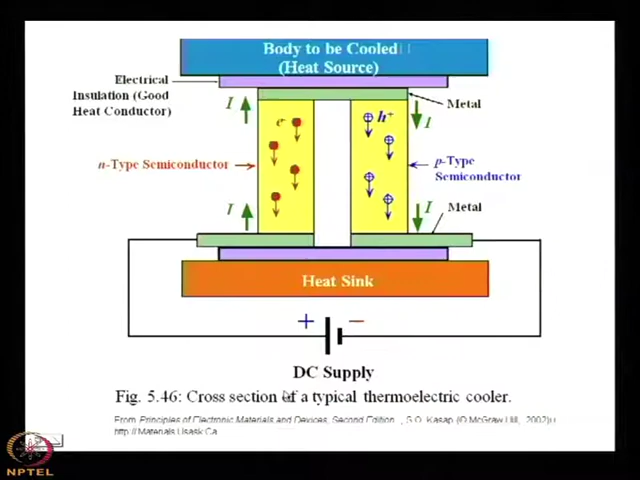 Body to be Cooled
(Heat Source)
Electrical
Insulation (Good
Heat Conductor)
Metal
I
e-
h+
I
n-Type Semiconductor
p-Type
Semiconductor
I
I
Metal
Heat Sink
+
−
DC Supply
Fig. 5.46: Cross section of a typical thermoelectric cooler.
From Principles of Electronic Materials and Devices, Second Edition, S.O. Kasap (© McGraw Hill, 2002)
http://Materials.Usask.Ca
NPTEL